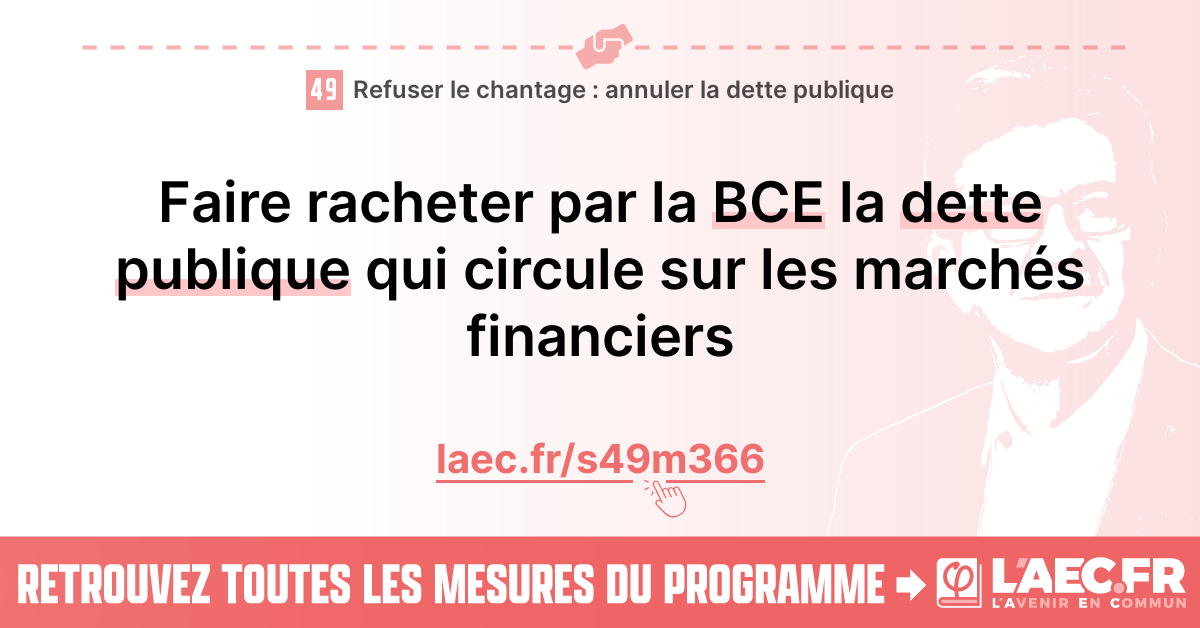 49 Refuser le chantage : annuler la dette publique
Faire racheter par la BCE la dette
publique qui circule sur les marchés
financiers
laec.fr/s49m366
RETROUVEZ TOUTES LES MESURES DU PROGRAMME
L'AEC.FR
L'AVENIR EN COMMUN